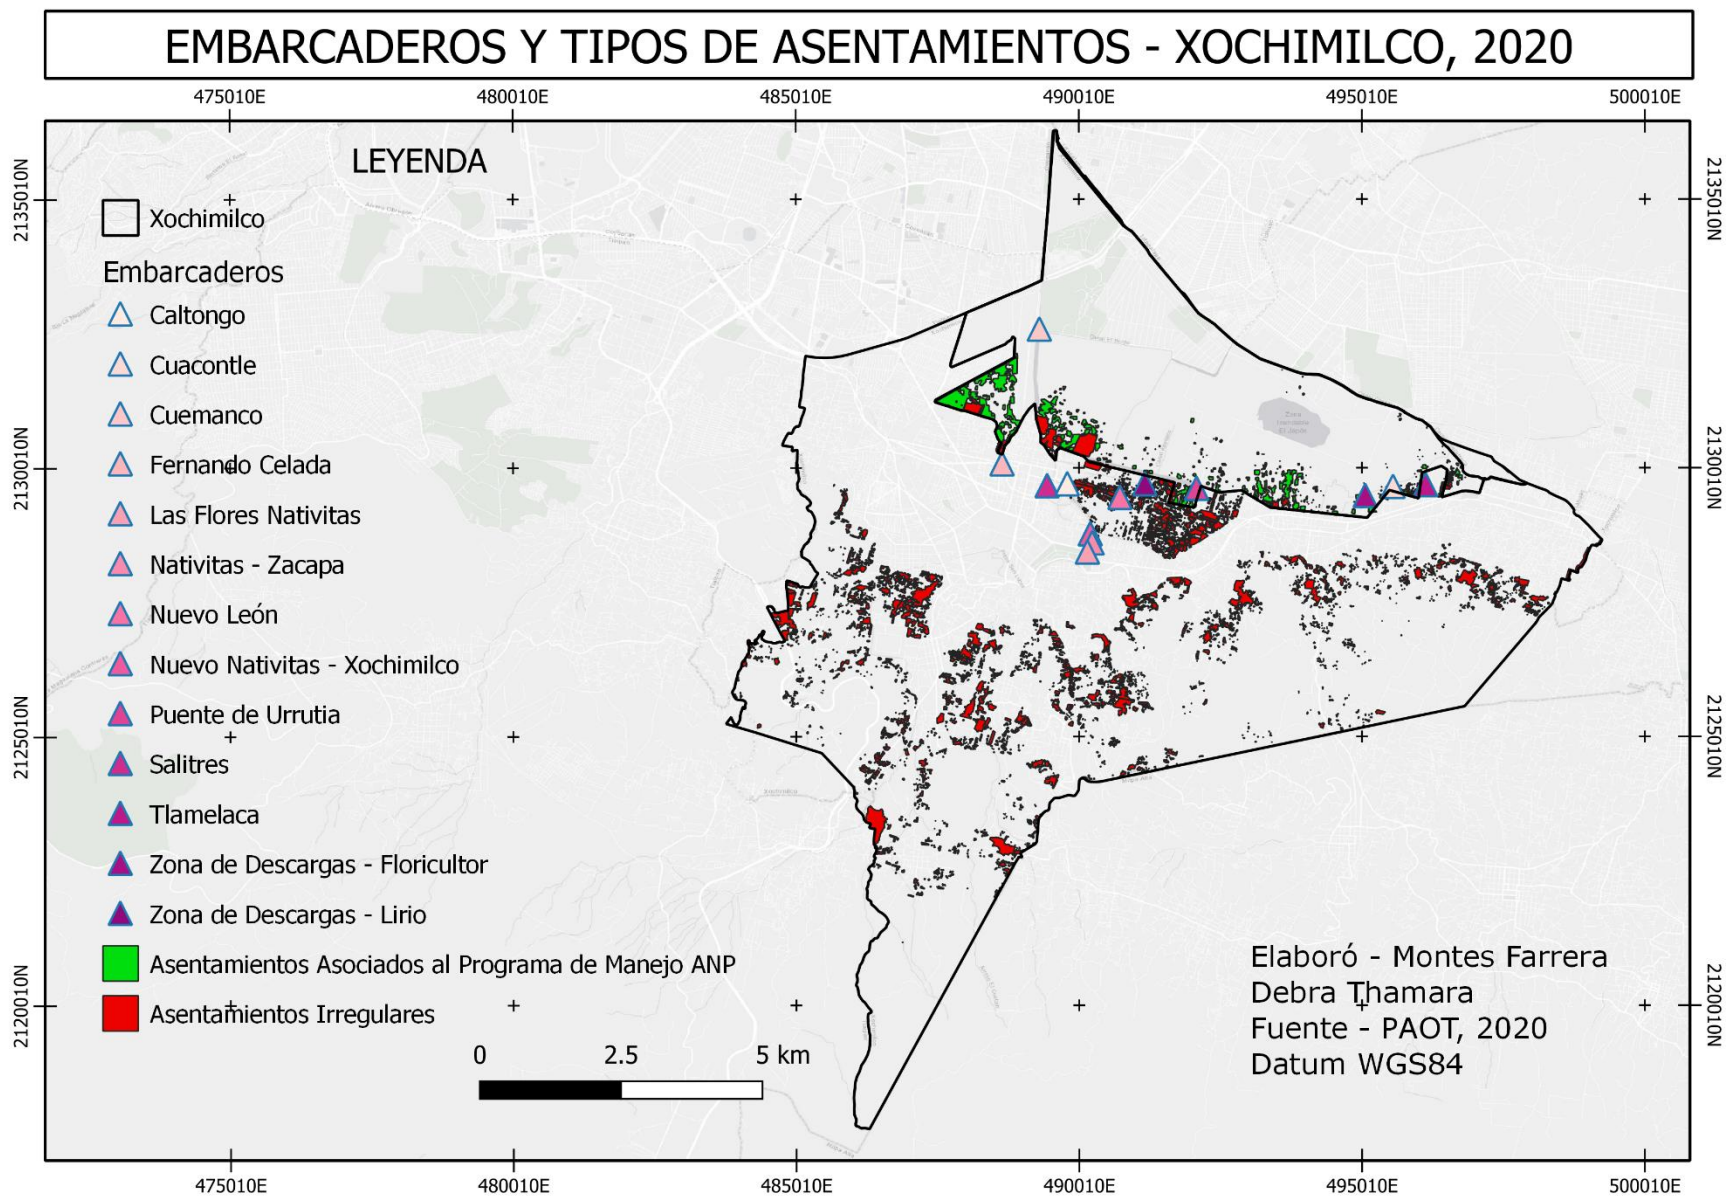 EMBARCADEROS Y TIPOS DE ASENTAMIENTOS - XOCHIMILCO, 2020
475010E 480010E 485010E 490010E 495010E 500010E
LEYENDA
Xochimilco
Embarcaderos
Caltongo
Cuacontle
Cuemanco
Fernando Celada
Las Flores Nativitas
Nativitas - Zacapa
Nuevo León
Nuevo Nativitas - Xochimilco
Puente de Urrutia
Salitres
Tlamelaca
Zona de Descargas - Floricultor
Zona de Descargas - Lirio
Asentamientos Asociados al Programa de Manejo ANP
Asentamientos Irregulares
2135010N
2130010N
2125010N
2120010N
2135010N
2130010N
2125010N
2120010N
0 2.5 5 km
Elaboró - Montes Farrera
Debra Thamara
Fuente - PAOT, 2020
Datum WGS84
475010E 480010E 485010E 490010E 495010E 500010E